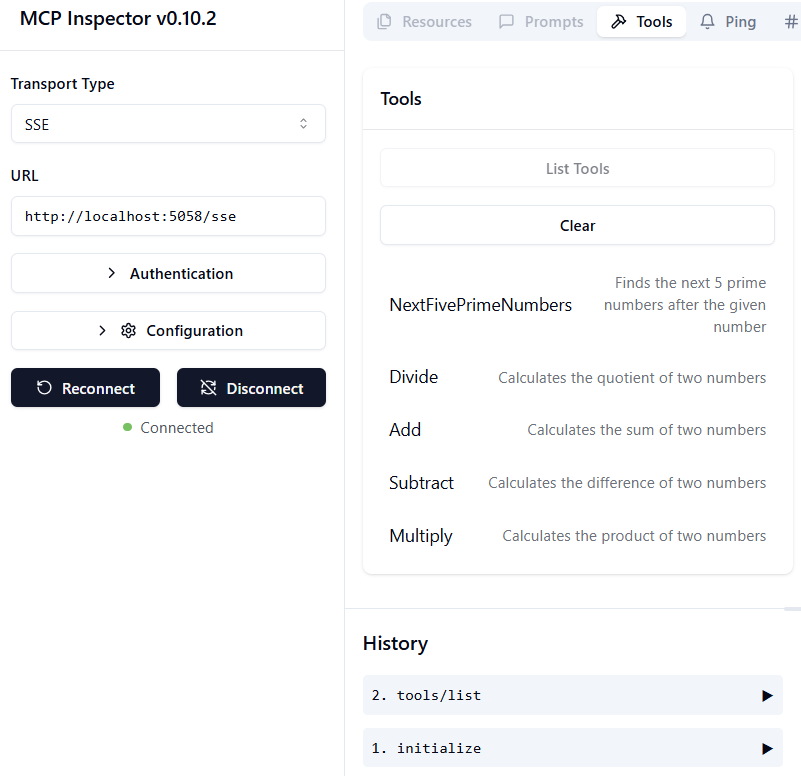 MCP Inspector v0.10.2
Transport Type
SSE
URL
http://localhost:5058/sse
Authentication
Configuration
Reconnect
Disconnect
Connected
Resources
Prompts
Tools
Ping
Tools
List Tools
Clear
NextFivePrimeNumbers
Finds the next 5 prime
numbers after the given
number
Divide
Calculates the quotient of two numbers
Add
Calculates the sum of two numbers
Subtract
Calculates the difference of two numbers
Multiply
Calculates the product of two numbers
History
2. tools/list
1. initialize